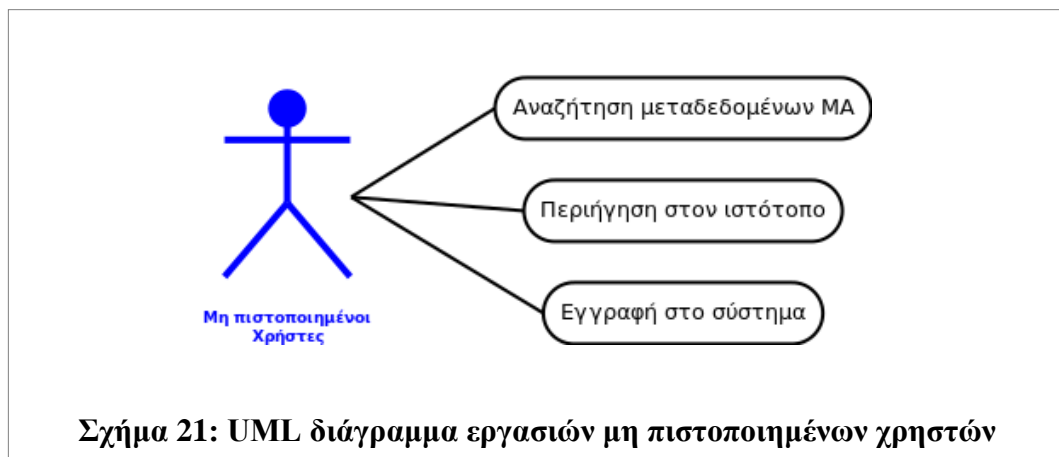 Αναζήτηση μεταδεδομένων ΜΑ
Περιήγηση στον ιστότοπο
Εγγραφή στο σύστημα
Μη πιστοποιημένοι
Χρήστες
Σχήμα 21: UML διάγραμμα εργασιών μη πιστοποιημένων χρηστών